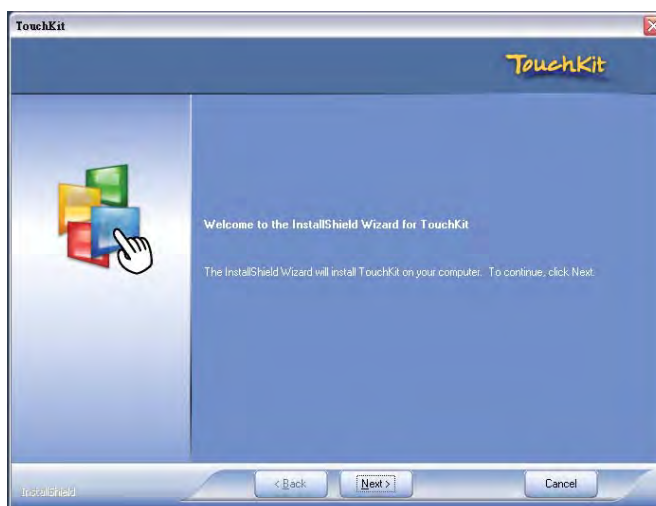 TouchKit
TouchKit
Welcome to the InstallShield Wizard for TouchKit
The InstallShield Wizard will install TouchKit on your computer. To continue, click Next.
InstallShield
< Back
Next >
Cancel